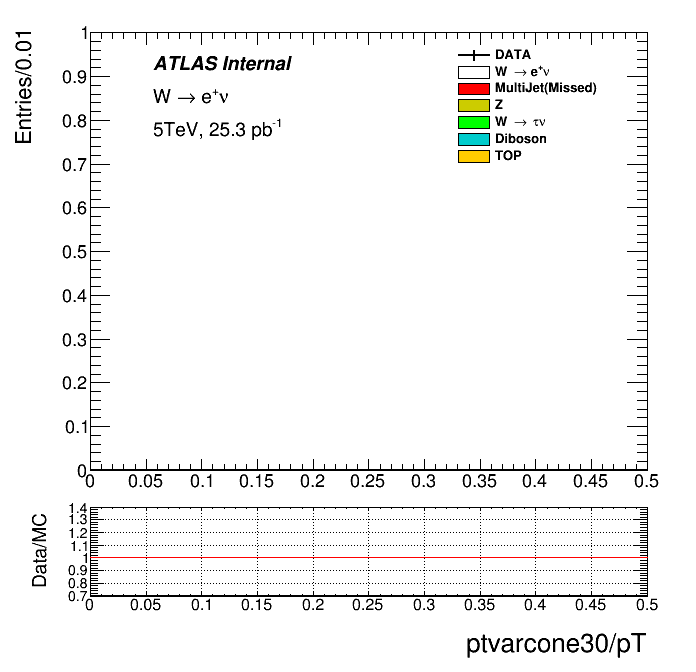 Entries/0.01
1
0.9
0.8
0.7
0.6
0.5
0.4
0.3
0.2
0.1
0
ATLAS Internal
W → e⁺ν
5TeV, 25.3 pb⁻¹
DATA
W → e⁺ν
MultiJet(Missed)
Z
W → τν
Diboson
TOP
0 0.05 0.1 0.15 0.2 0.25 0.3 0.35 0.4 0.45 0.5
Data/MC
1.4
1.3
1.2
1.1
1
0.9
0.8
0.7
0 0.05 0.1 0.15 0.2 0.25 0.3 0.35 0.4 0.45 0.5
ptvarcone30/pT